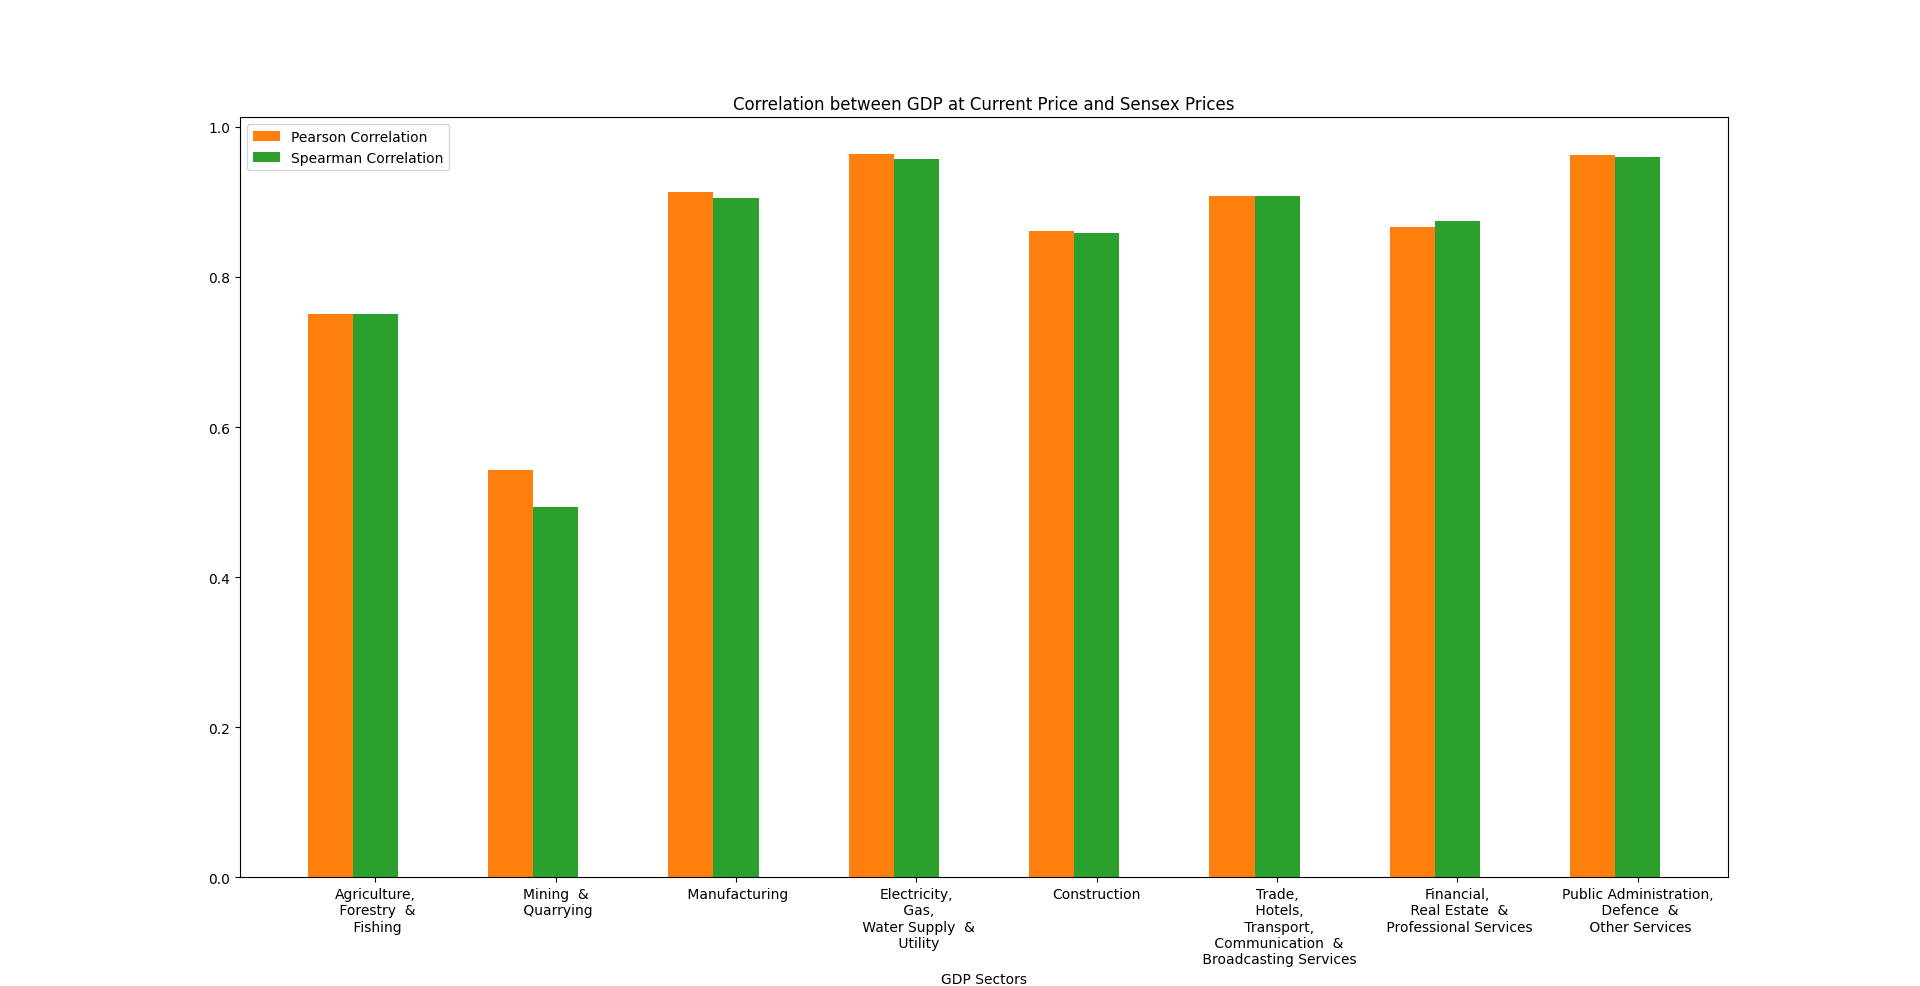 Correlation between GDP at Current Price and Sensex Prices
Pearson Correlation
Spearman Correlation
1.0
0.8
0.6
0.4
0.2
0.0
Agriculture,
Forestry & 
Fishing
Mining & 
Quarrying
Manufacturing
Electricity,
Gas,
Water Supply & 
Utility
Construction
Trade,
Hotels,
Transport,
Communication & 
Broadcasting Services
Financial,
Real Estate & 
Professional Services
Public Administration,
Defence & 
Other Services
GDP Sectors